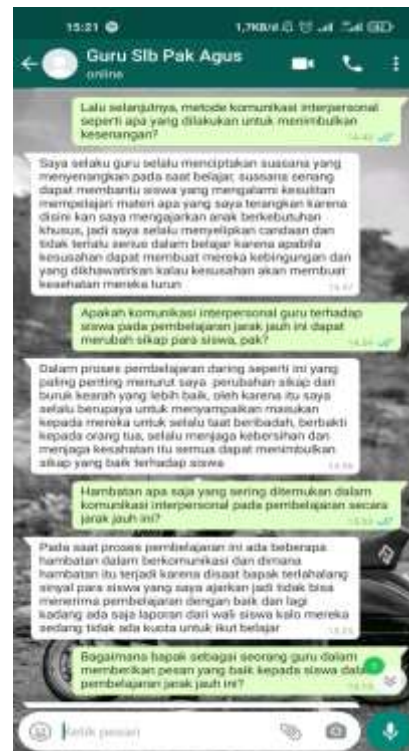 15:21
1,7KB/d
Guru Slb Pak Agus
online
Lalu selanjutnya, metode komunikasi interpersonal
seperti apa yang dilakukan untuk menimbulkan
kesenangan?
Saya selaku guru selalu menciptakan suasana yang
menyenangkan pada saat belajar, suasana senang
dapat membantu siswa yang mengalami kesulitan
mempelajari materi apa yang saya terangkan karena
disini kan saya mengajarkan anak berkebutuhan
khusus, jadi saya selalu menyelipkan candaan dan
tidak terlalu serius dalam belajar karena apabila
kesusahan dapat membuat mereka kebingungan dan
yang dikhawatirkan kalau kesusahan akan membuat
kesehatan mereka turun
Apakah komunikasi interpersonal guru terhadap
siswa pada pembelajaran jarak jauh ini dapat
merubah sikap para siswa, pak?
Dalam proses pembelajaran daring seperti ini yang
paling penting menurut saya perubahan sikap dari
buruk kearah yang lebih baik, oleh karena itu saya
selalu berupaya untuk menyampaikan masukan
kepada mereka untuk selalu taat beribadah, berbakti
kepada orang tua, selalu menjaga kebersihan dan
menjaga kesahatan itu semua dapat menimbulkan
sikap yang baik terhadap siswa
Hambatan apa saja yang sering ditemukan dalam
komunikasi interpersonal pada pembelajaran secara
jarak jauh ini?
Pada saat proses pembelajaran ini ada beberapa
hambatan dalam berkomunikasi dan dimana
hambatan itu terjadi karena disaat bapak terlahalang
sinyal para siswa yang saya ajarkan jadi tidak bisa
menerima pembelajaran dengan baik dan lagi
kadang ada saja laporan dari wali siswa kalo mereka
sedang tidak ada kuota untuk ikut belajar
Bagaimana bapak sebagai seorang guru dalam
memberikan pesan yang baik kepada siswa dala
pembelajaran jarak jauh ini?
Ketik pesan